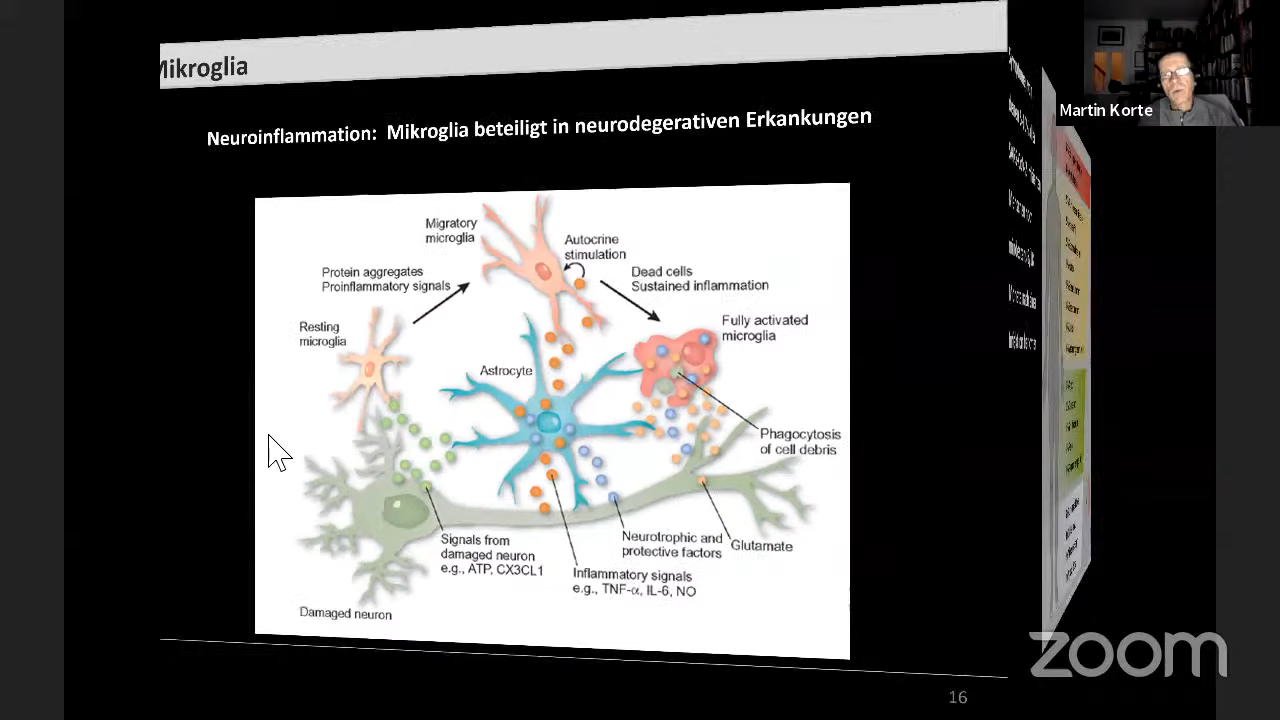 Mikroglia
Neuroinflammation: Mikroglia beteiligt in neurodegerativen Erkankungen
Migratory
microglia
Autocrine
stimulation
Protein aggregates
Proinflammatory signals
Dead cells
Sustained inflammation
Resting
microglia
Fully activated
microglia
Astrocyte
Phagocytosis
of cell debris
Signals from
damaged neuron
e.g., ATP, CX3CL1
Neurotrophic and
protective factors
Glutamate
Inflammatory signals
e.g., TNF-α, IL-6, NO
Damaged neuron
16
Martin Korte
zoom